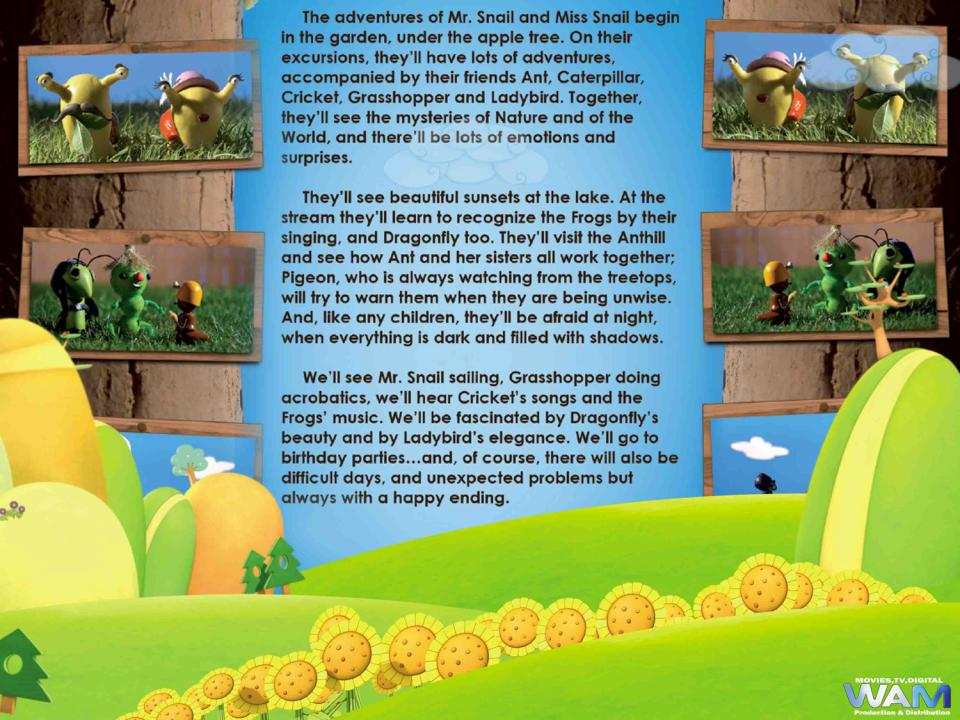 The adventures of Mr. Snail and Miss Snail begin
in the garden, under the apple tree. On their
excursions, they'll have lots of adventures,
accompanied by their friends Ant, Caterpillar,
Cricket, Grasshopper and Ladybird. Together,
they'll see the mysteries of Nature and of the
World, and there'll be lots of emotions and
surprises.
They'll see beautiful sunsets at the lake. At the
stream they'll learn to recognize the Frogs by their
singing, and Dragonfly too. They'll visit the Anthill
and see how Ant and her sisters all work together;
Pigeon, who is always watching from the treetops,
will try to warn them when they are being unwise.
And, like any children, they'll be afraid at night,
when everything is dark and filled with shadows.
We'll see Mr. Snail sailing, Grasshopper doing
acrobatics, we'll hear Cricket's songs and the
Frogs' music. We'll be fascinated by Dragonfly's
beauty and by Ladybird's elegance. We'll go to
birthday parties...and, of course, there will also be
difficult days, and unexpected problems but
always with a happy ending.
MOVIES,TV,DIGITAL
WAM
Production & Distribution